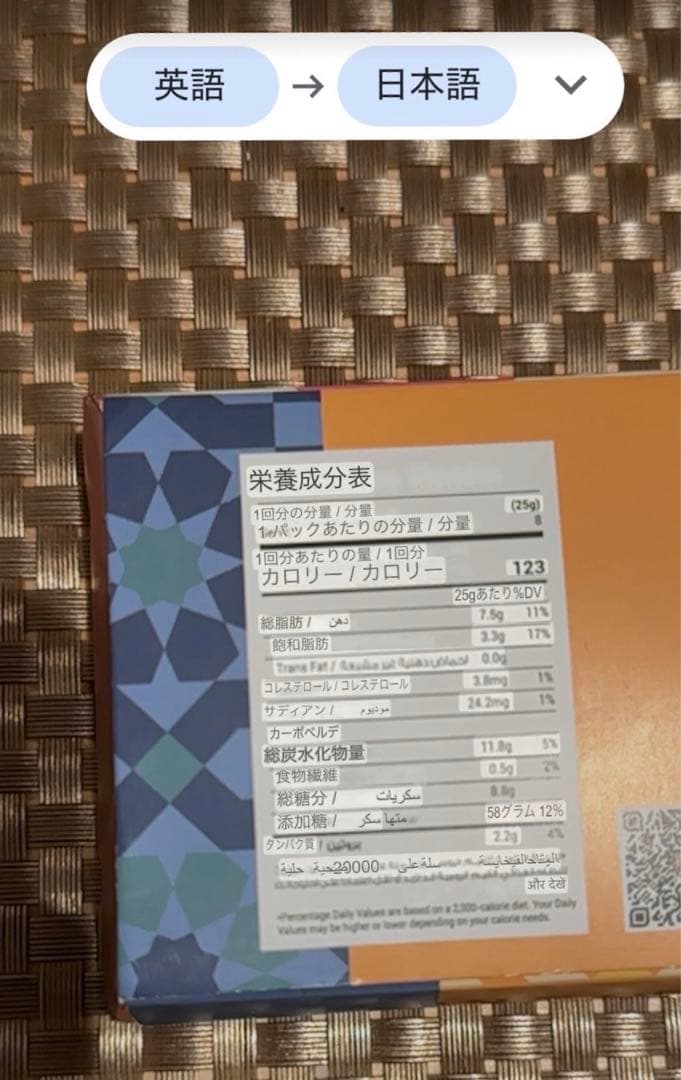 英語 → 日本語
栄養成分表
1回分の分量 / 分量 (25g)
1パックあたりの分量 / 分量 8
1回分あたりの量 / 1回分
カロリー / カロリー 123
25gあたり%DV
総脂肪 / دهن 7.5g 11%
飽和脂肪 3.3g 17%
Trans Fat / 0.0g
コレステロール / コレステロール 3.8mg 1%
サディアン / موديوم 24.2mg 1%
カーボベルデ
総炭水化物量 11.8g 5%
食物繊維 0.5g 2%
総糖分 / سكريات 8.8g
添加糖 / متهاسكر 58グラム 12%
タンパク質 / 2.2g 4%
और देखें
*Percentage Daily Values are based on a 2,000-calorie diet. Your Daily
Values may be higher or lower depending on your calorie needs.